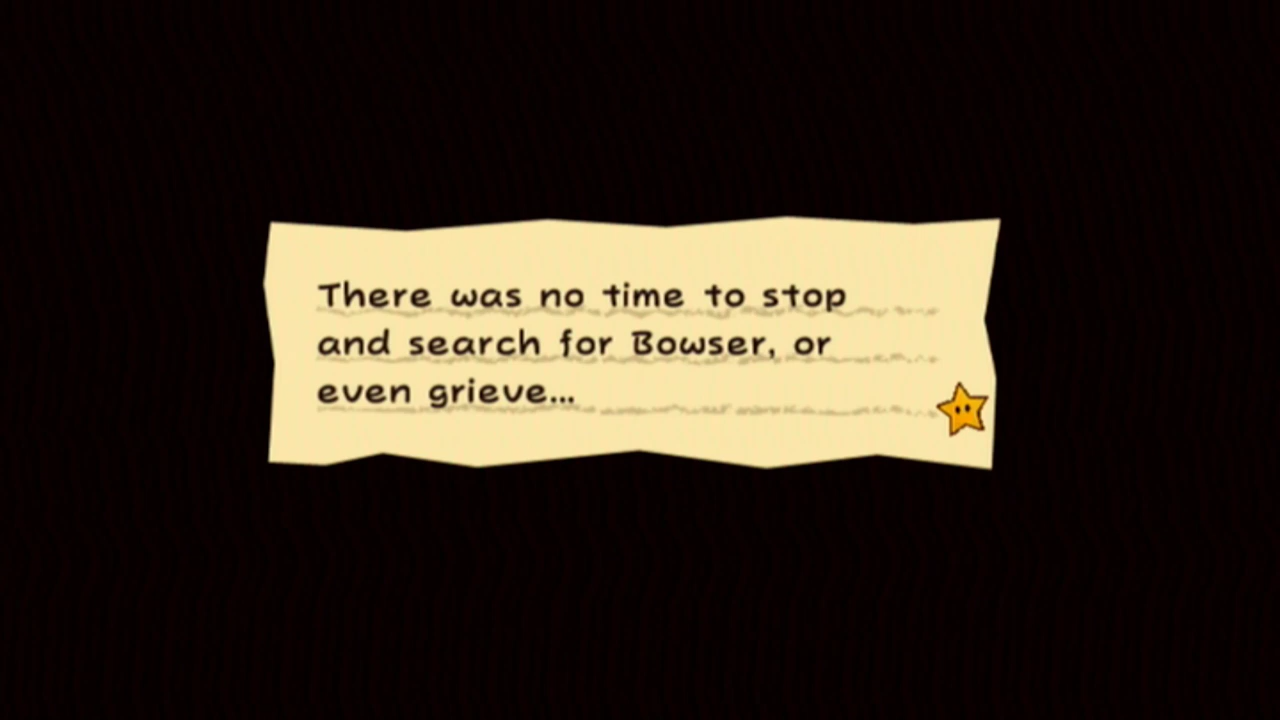 There was no time to stop
and search for Bowser, or
even grieve...